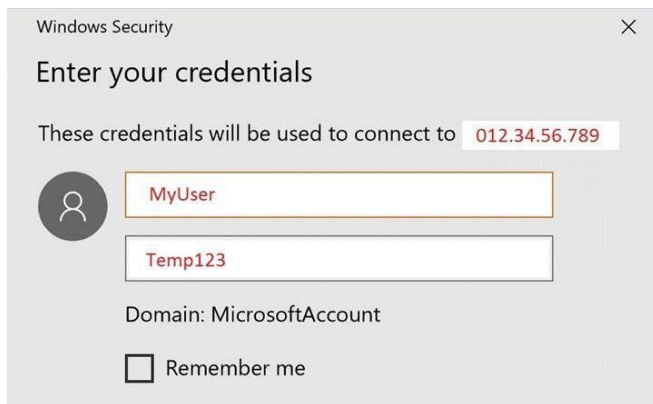 Windows Security
Enter your credentials
These credentials will be used to connect to 012.34.56.789
MyUser
Temp123
Domain: MicrosoftAccount
Remember me